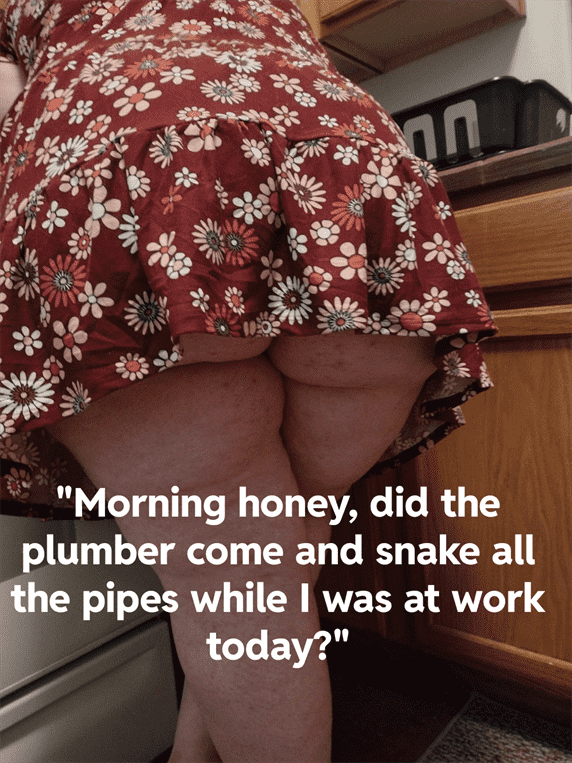 "Morning honey, did the
plumber come and snake all
the pipes while I was at work
today?"